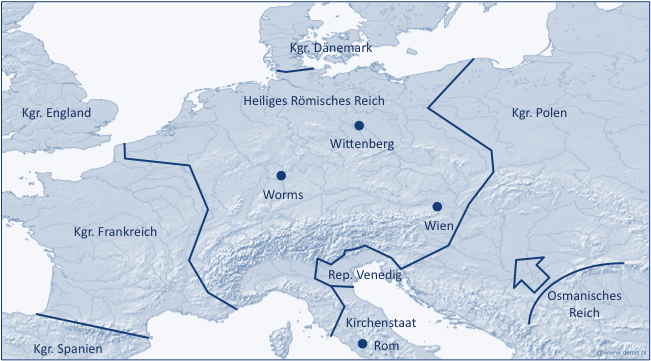 Kgr. Dänemark
Heiliges Römisches Reich
Kgr. England
Kgr. Polen
Wittenberg
Worms
Wien
Kgr. Frankreich
Rep. Venedig
Osmanisches
Reich
Kirchenstaat
Rom
Kgr. Spanien